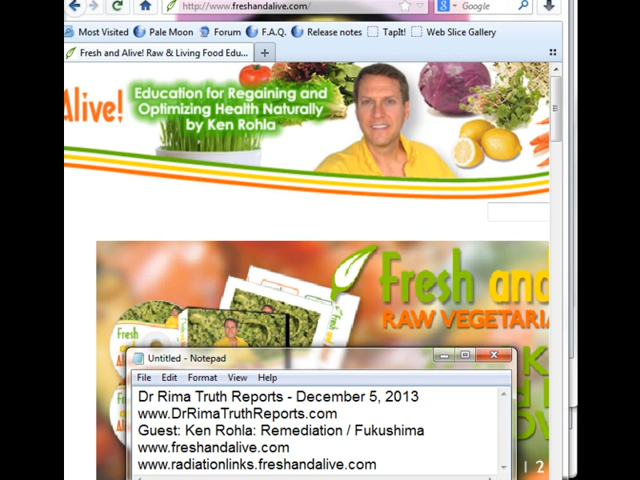 http://www.freshandalive.com/
Google
Most Visited Pale Moon Forum F.A.Q. Release notes TapIt! Web Slice Gallery
Fresh and Alive! Raw & Living Food Edu...
Alive!
Education for Regaining and
Optimizing Health Naturally
by Ken Rohla
Fresh and
RAW VEGETARIA
Fresh
Untitled - Notepad
File Edit Format View Help
Dr Rima Truth Reports - December 5, 2013
www.DrRimaTruthReports.com
Guest: Ken Rohla: Remediation / Fukushima
www.freshandalive.com
www.radiationlinks.freshandalive.com